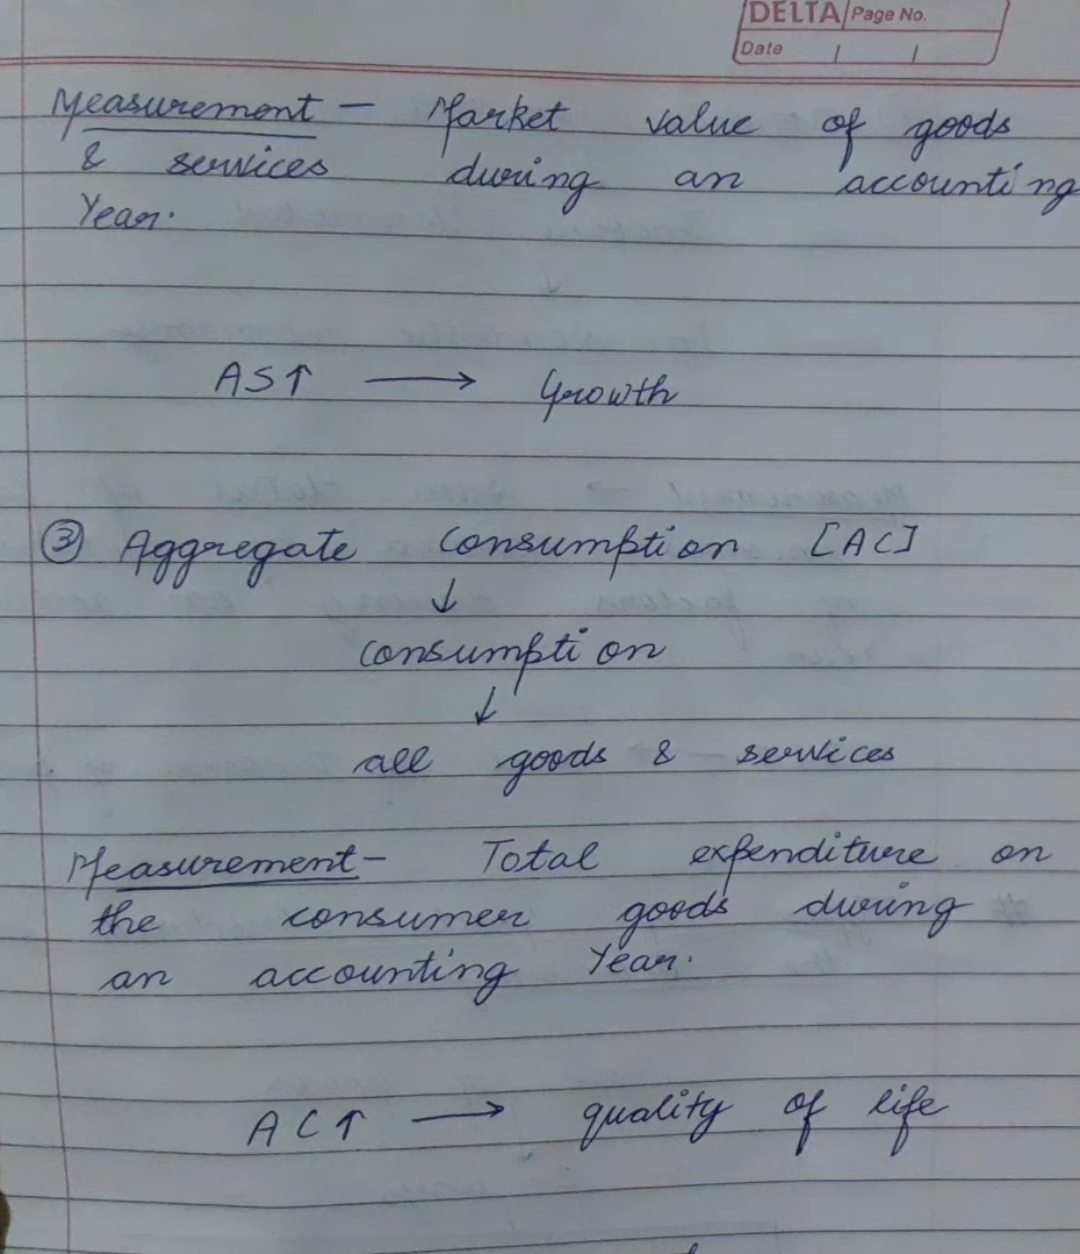 DELTA Page No.
Date
Measurement - Market value of goods
& services during an accounting
Year.
AS↑ → Growth
③ Aggregate Consumption [AC]
↓
consumption
↓
all goods & services
Measurement- Total expenditure on
the consumer goods during
an accounting Year.
AC↑ → quality of life